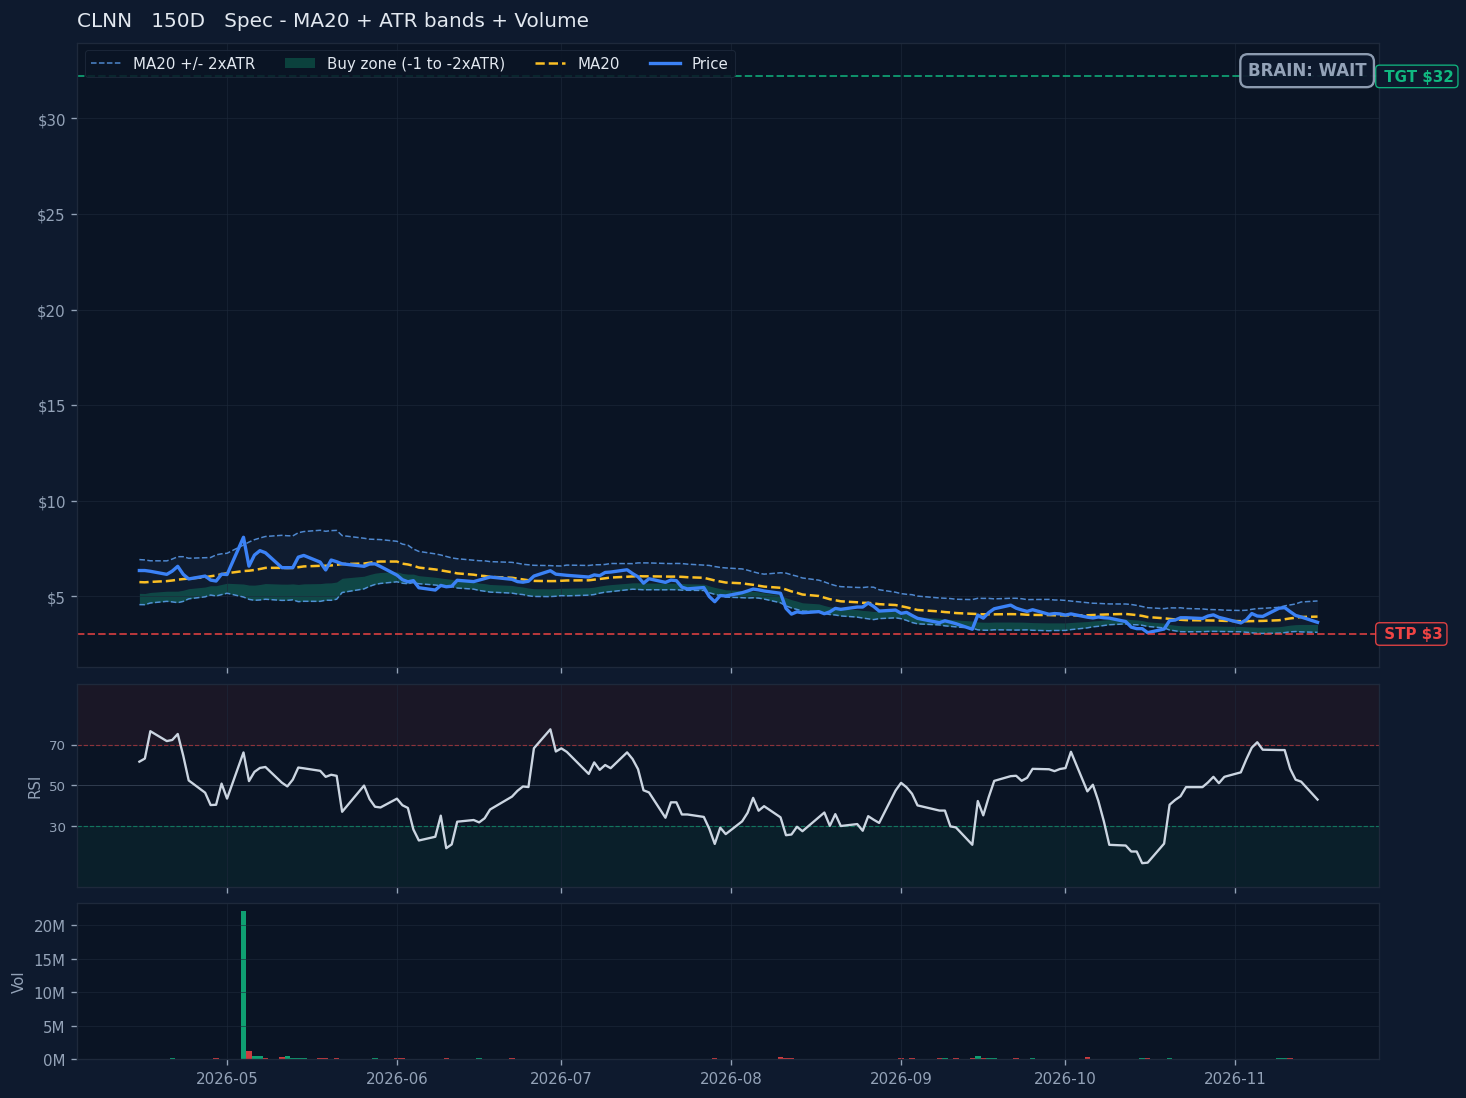 CLNN   150D   Spec - MA20 + ATR bands + Volume
MA20 +/- 2xATR   Buy zone (-1 to -2xATR)   MA20   Price
BRAIN: WAIT
TGT $32
$30
$25
$20
$15
$10
$5
STP $3
RSI
70
50
30
Vol
20M
15M
10M
5M
0M
2026-05   2026-06   2026-07   2026-08   2026-09   2026-10   2026-11